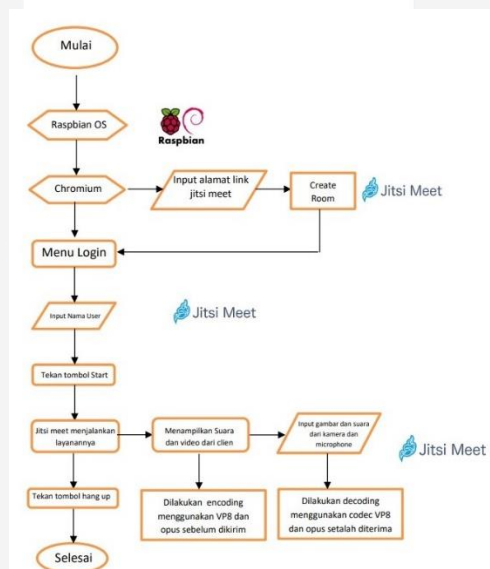 Mulai
Raspbian OS
Raspbian
Chromium
Input alamat link
jitsi meet
Create
Room
Jitsi Meet
Menu Login
Input Nama User
Jitsi Meet
Tekan tombol Start
Jitsi meet menjalankan
layanannya
Menampilkan Suara
dan video dari clien
Input gambar dan suara
dari kamera dan
microphone
Jitsi Meet
Tekan tombol hang up
Dilakukan encoding
menggunakan VP8 dan
opus sebelum dikirim
Dilakukan decoding
menggunakan codec VP8
dan opus setalah diterima
Selesai